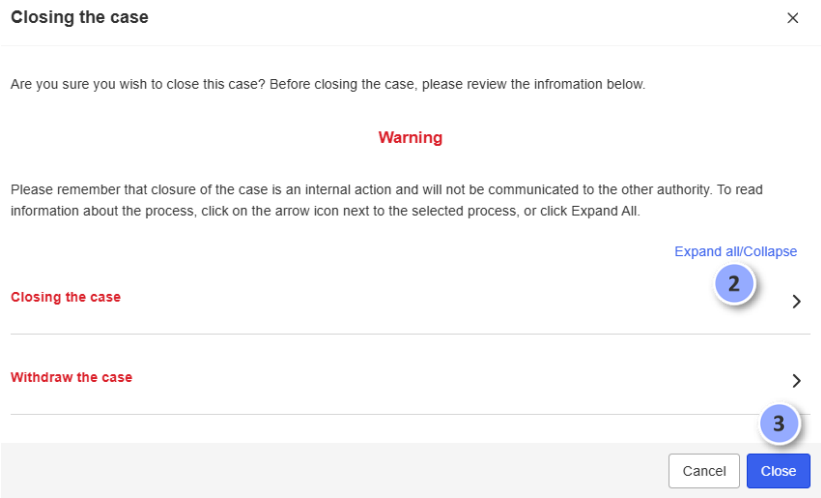 Closing the case
Are you sure you wish to close this case? Before closing the case, please review the infromation below.
Warning
Please remember that closure of the case is an internal action and will not be communicated to the other authority. To read
information about the process, click on the arrow icon next to the selected process, or click Expand All.
Expand all/Collapse
2
Closing the case
Withdraw the case
3
Cancel
Close